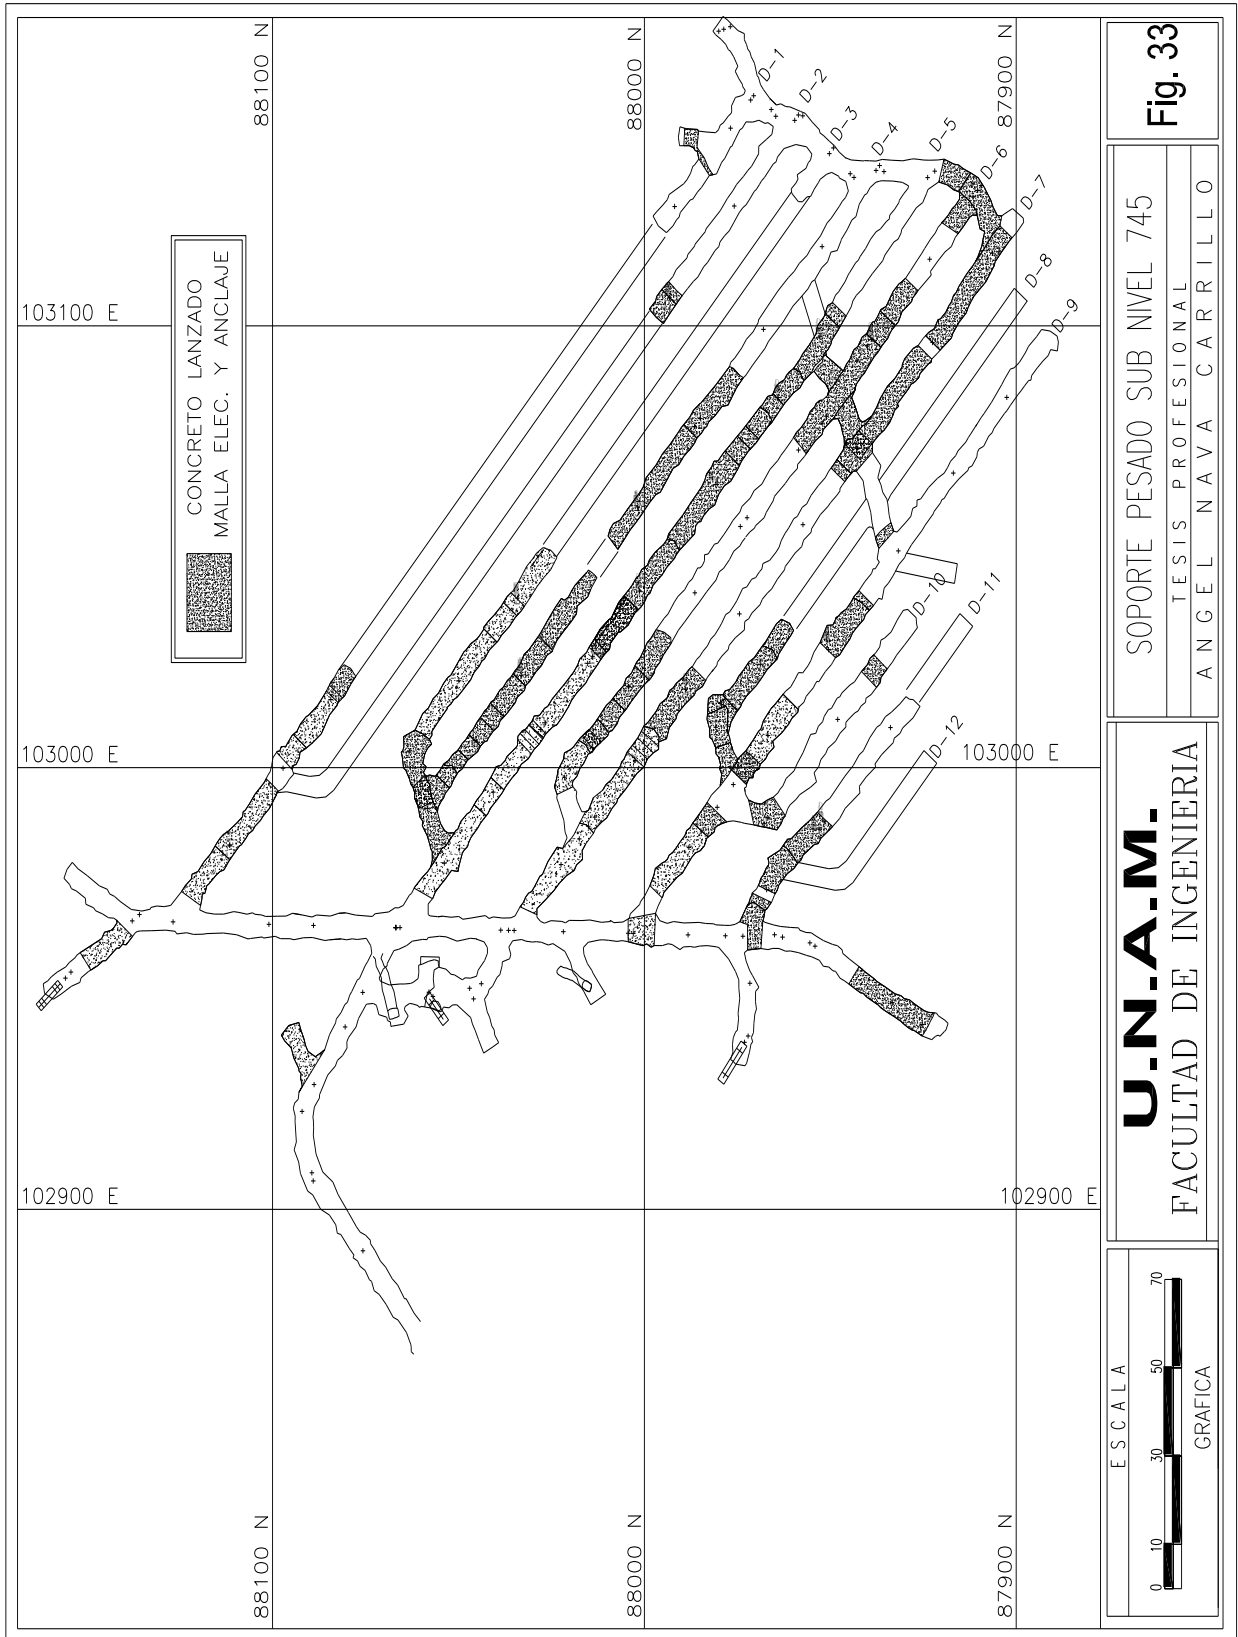 88100 N
88000 N
87900 N
103100 E
CONCRETO LANZADO
MALLA ELEC. Y ANCLAJE
D-1
D-2
D-3
D-4
D-5
D-6
D-7
D-8
D-9
D-10
D-11
D-12
103000 E
103000 E
102900 E
102900 E
88100 N
88000 N
87900 N
Fig. 33
SOPORTE PESADO SUB NIVEL 745
TESIS PROFESIONAL
ANGEL NAVA CARRILLO
U.N.A.M.
FACULTAD DE INGENIERIA
ESCALA
0 10 30 50 70
GRAFICA